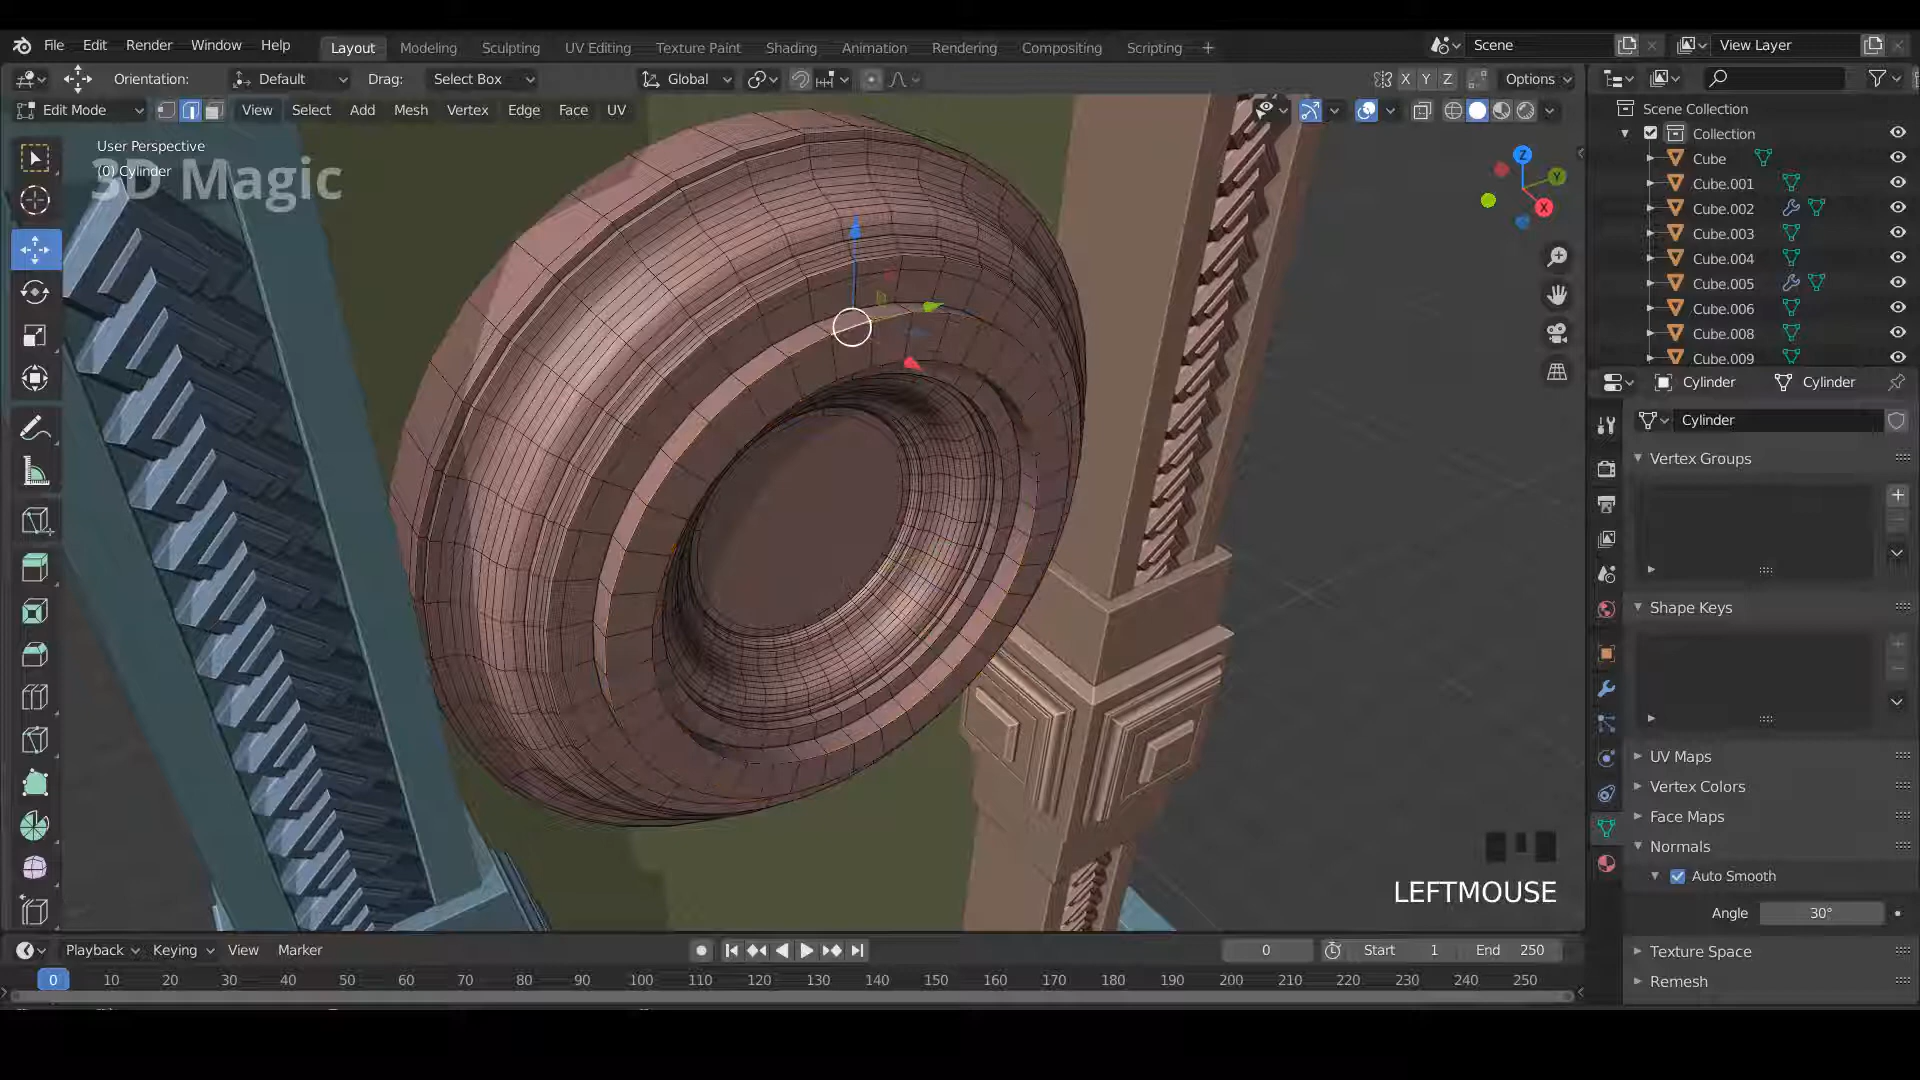 File Edit Render Window Help Layout Modeling Sculpting UV Editing Texture Paint Shading Animation Rendering Compositing Scripting + Scene View Layer
Orientation: Default Drag: Select Box Global X Y Z Options
Edit Mode View Select Add Mesh Vertex Edge Face UV
User Perspective
(0) Cylinder
3D Magic
Z
Y
X
Scene Collection
Collection
Cube
Cube.001
Cube.002
Cube.003
Cube.004
Cube.005
Cube.006
Cube.008
Cube.009
Cylinder Cylinder
Cylinder
Vertex Groups
Shape Keys
UV Maps
Vertex Colors
Face Maps
Normals
Auto Smooth
Angle 30°
Texture Space
Remesh
LEFTMOUSE
Playback Keying View Marker 0 Start 1 End 250
0 10 20 30 40 50 60 70 80 90 100 110 120 130 140 150 160 170 180 190 200 210 220 230 240 250